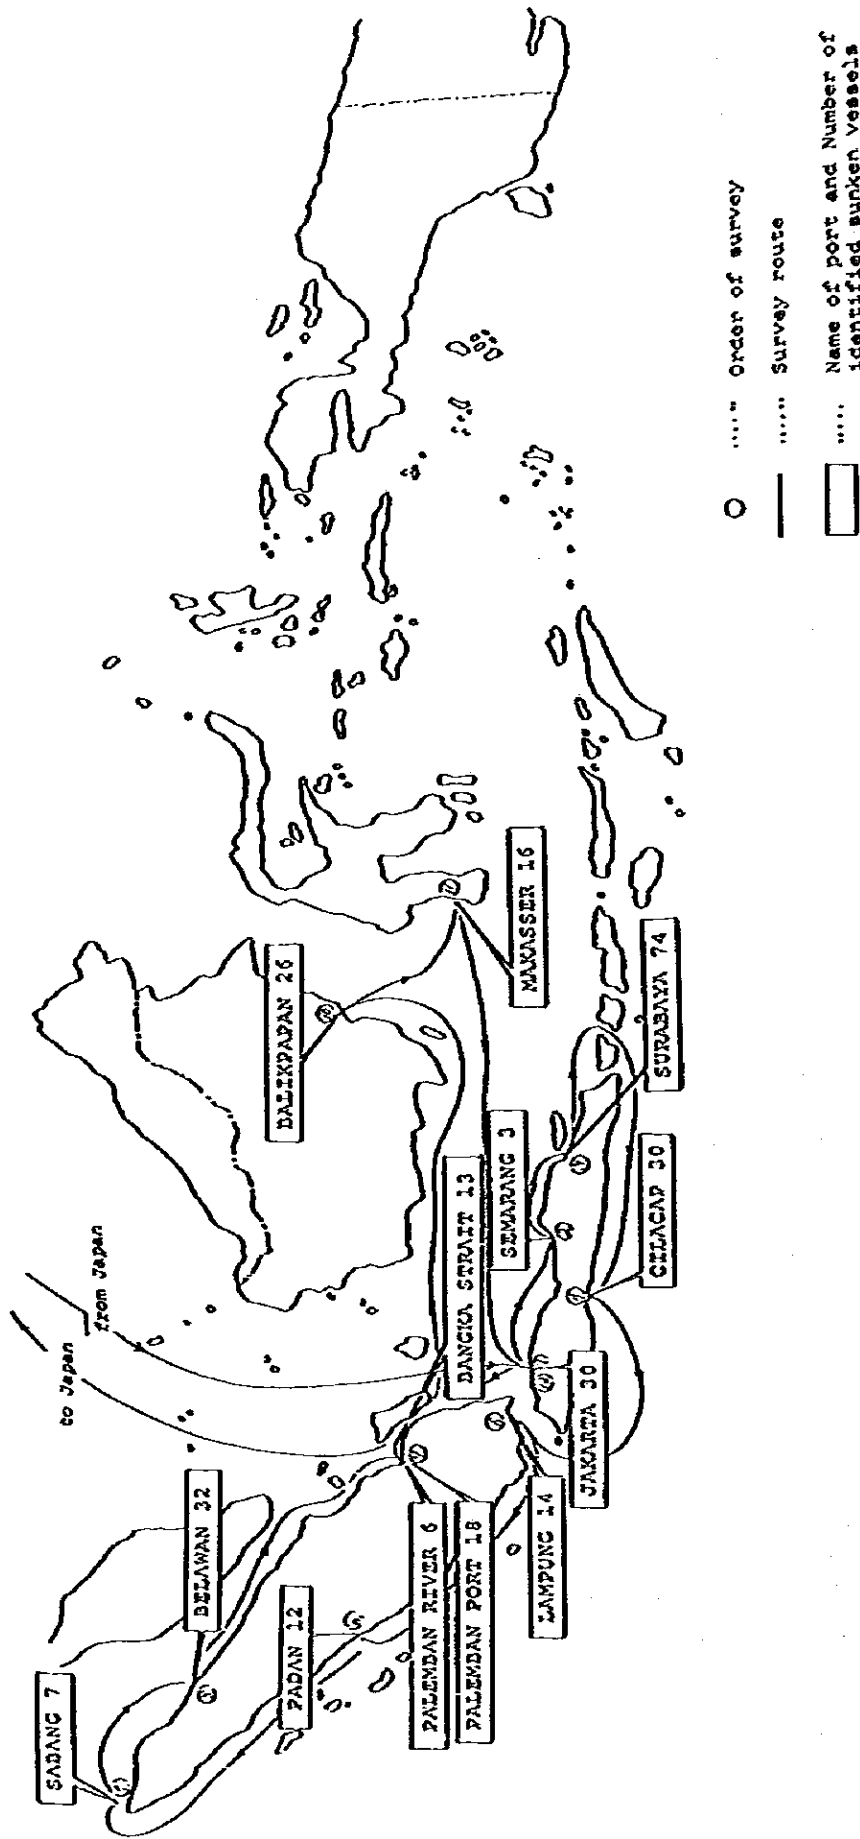 to Japan
from Japan
SABANG 7
BELAWAN 32
PADAN 12
PALEMBAN RIVER 6
PALEMBAN PORT 18
LAMPUNG 14
JAKARTA 30
BANGKA STRAIT 13
SEMARANG 3
CILACAP 30
SURABAYA 74
BALIKPAPAN 26
MAKASSER 16
..... Order of survey
..... Survey route
..... Name of port and Number of
identified sunken vessels